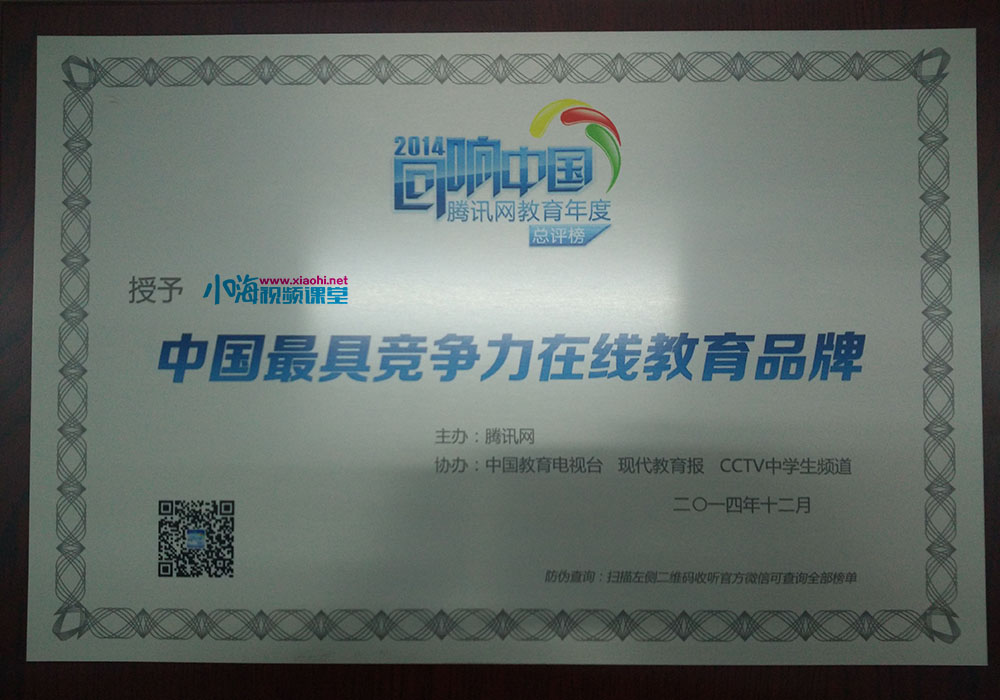 2014
回响中国
腾讯网教育年度
总评榜
授予 小嗨视频课堂 www.xiaohi.net
中国最具竞争力在线教育品牌
主办：腾讯网
协办：中国教育电视台 现代教育报 CCTV中学生频道
二〇一四年十二月
防伪查询：扫描左侧二维码收听官方微信可查询全部榜单